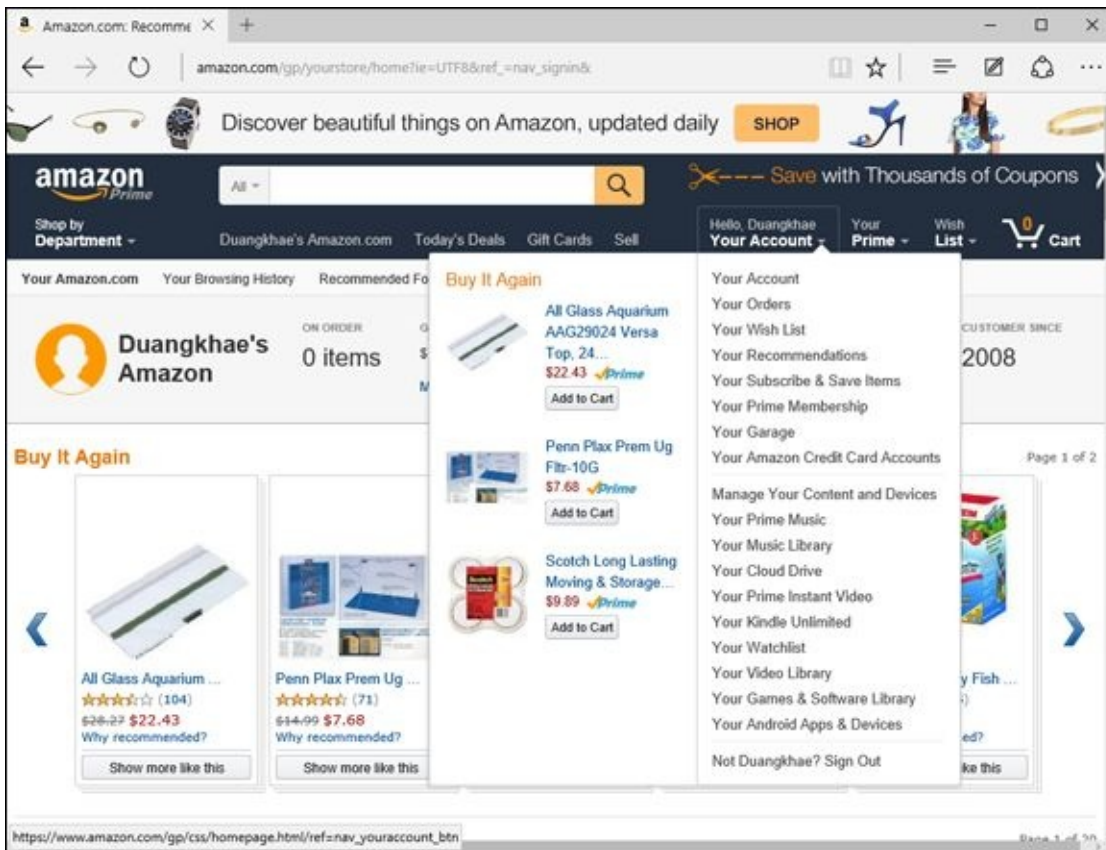 a Amazon.com: Recomme
amazon.com/gp/yourstore/home?ie=UTF8&ref_=nav_signin&
Discover beautiful things on Amazon, updated daily SHOP
amazon Prime
All
Save with Thousands of Coupons
Shop by
Department
Duangkhae's Amazon.com Today's Deals Gift Cards Sell
Hello, Duangkhae
Your Account
Your
Prime
Wish
List
0
Cart
Your Amazon.com Your Browsing History Recommended Fo
Duangkhae's
Amazon
ON ORDER
0 items
G
$
M
CUSTOMER SINCE
2008
Buy It Again
All Glass Aquarium
AAG29024 Versa
Top, 24...
$22.43 Prime
Add to Cart
Penn Plax Prem Ug
Fltr-10G
$7.68 Prime
Add to Cart
Scotch Long Lasting
Moving & Storage...
$9.89 Prime
Add to Cart
Your Account
Your Orders
Your Wish List
Your Recommendations
Your Subscribe & Save Items
Your Prime Membership
Your Garage
Your Amazon Credit Card Accounts
Manage Your Content and Devices
Your Prime Music
Your Music Library
Your Cloud Drive
Your Prime Instant Video
Your Kindle Unlimited
Your Watchlist
Your Video Library
Your Games & Software Library
Your Android Apps & Devices
Not Duangkhae? Sign Out
Buy It Again
Page 1 of 2
All Glass Aquarium ...
(104)
$28.27 $22.43
Why recommended?
Show more like this
Penn Plax Prem Ug ...
(71)
$14.99 $7.68
Why recommended?
Show more like this
Scotch
y Fish ...
)
ed?
ke this
https://www.amazon.com/gp/css/homepage.html/ref=nav_youraccount_btn
Page 1 of 20